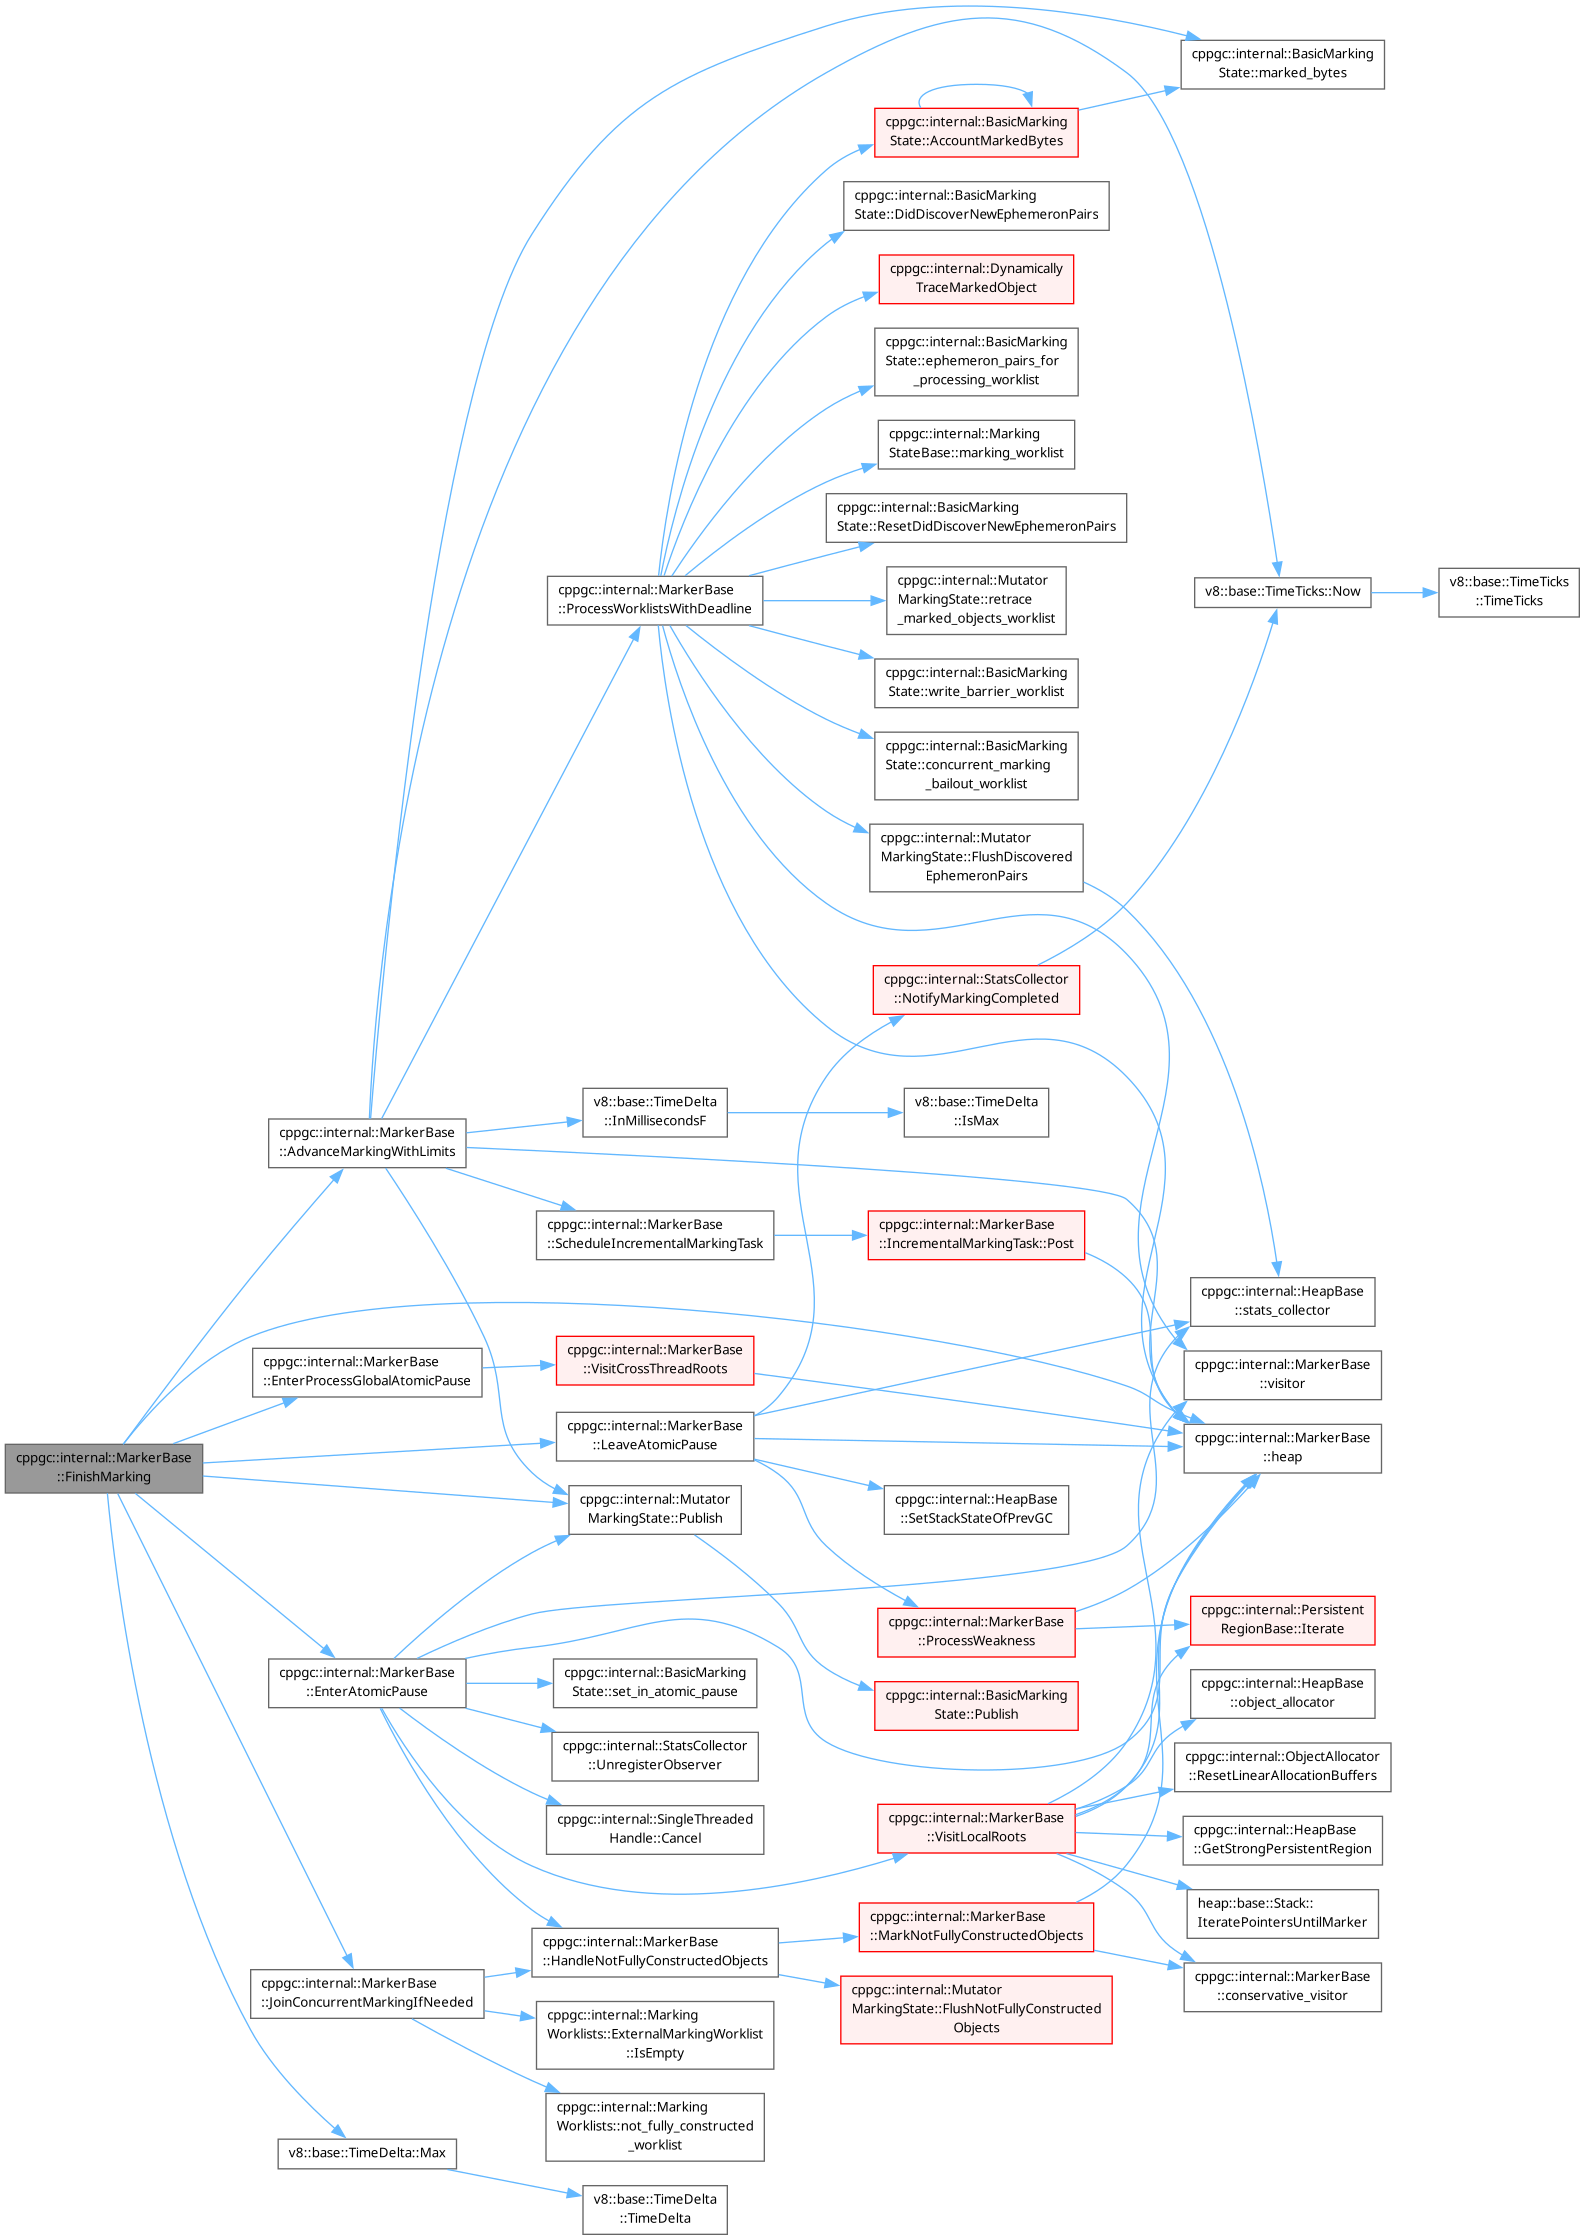 cppgc::internal::BasicMarking
State::marked_bytes
cppgc::internal::BasicMarking
State::AccountMarkedBytes
cppgc::internal::BasicMarking
State::DidDiscoverNewEphemeronPairs
cppgc::internal::Dynamically
TraceMarkedObject
cppgc::internal::BasicMarking
State::ephemeron_pairs_for
_processing_worklist
cppgc::internal::Marking
StateBase::marking_worklist
cppgc::internal::BasicMarking
State::ResetDidDiscoverNewEphemeronPairs
cppgc::internal::MarkerBase
::ProcessWorklistsWithDeadline
cppgc::internal::Mutator
MarkingState::retrace
_marked_objects_worklist
v8::base::TimeTicks::Now
v8::base::TimeTicks
::TimeTicks
cppgc::internal::BasicMarking
State::write_barrier_worklist
cppgc::internal::BasicMarking
State::concurrent_marking
_bailout_worklist
cppgc::internal::Mutator
MarkingState::FlushDiscovered
EphemeronPairs
cppgc::internal::StatsCollector
::NotifyMarkingCompleted
v8::base::TimeDelta
::InMillisecondsF
v8::base::TimeDelta
::IsMax
cppgc::internal::MarkerBase
::AdvanceMarkingWithLimits
cppgc::internal::MarkerBase
::ScheduleIncrementalMarkingTask
cppgc::internal::MarkerBase
::IncrementalMarkingTask::Post
cppgc::internal::HeapBase
::stats_collector
cppgc::internal::MarkerBase
::EnterProcessGlobalAtomicPause
cppgc::internal::MarkerBase
::VisitCrossThreadRoots
cppgc::internal::MarkerBase
::visitor
cppgc::internal::MarkerBase
::FinishMarking
cppgc::internal::MarkerBase
::LeaveAtomicPause
cppgc::internal::MarkerBase
::heap
cppgc::internal::Mutator
MarkingState::Publish
cppgc::internal::HeapBase
::SetStackStateOfPrevGC
cppgc::internal::MarkerBase
::ProcessWeakness
cppgc::internal::Persistent
RegionBase::Iterate
cppgc::internal::MarkerBase
::EnterAtomicPause
cppgc::internal::BasicMarking
State::set_in_atomic_pause
cppgc::internal::BasicMarking
State::Publish
cppgc::internal::HeapBase
::object_allocator
cppgc::internal::StatsCollector
::UnregisterObserver
cppgc::internal::ObjectAllocator
::ResetLinearAllocationBuffers
cppgc::internal::SingleThreaded
Handle::Cancel
cppgc::internal::MarkerBase
::VisitLocalRoots
cppgc::internal::HeapBase
::GetStrongPersistentRegion
heap::base::Stack::
IteratePointersUntilMarker
cppgc::internal::MarkerBase
::HandleNotFullyConstructedObjects
cppgc::internal::MarkerBase
::MarkNotFullyConstructedObjects
cppgc::internal::MarkerBase
::conservative_visitor
cppgc::internal::MarkerBase
::JoinConcurrentMarkingIfNeeded
cppgc::internal::Mutator
MarkingState::FlushNotFullyConstructed
Objects
cppgc::internal::Marking
Worklists::ExternalMarkingWorklist
::IsEmpty
cppgc::internal::Marking
Worklists::not_fully_constructed
_worklist
v8::base::TimeDelta::Max
v8::base::TimeDelta
::TimeDelta